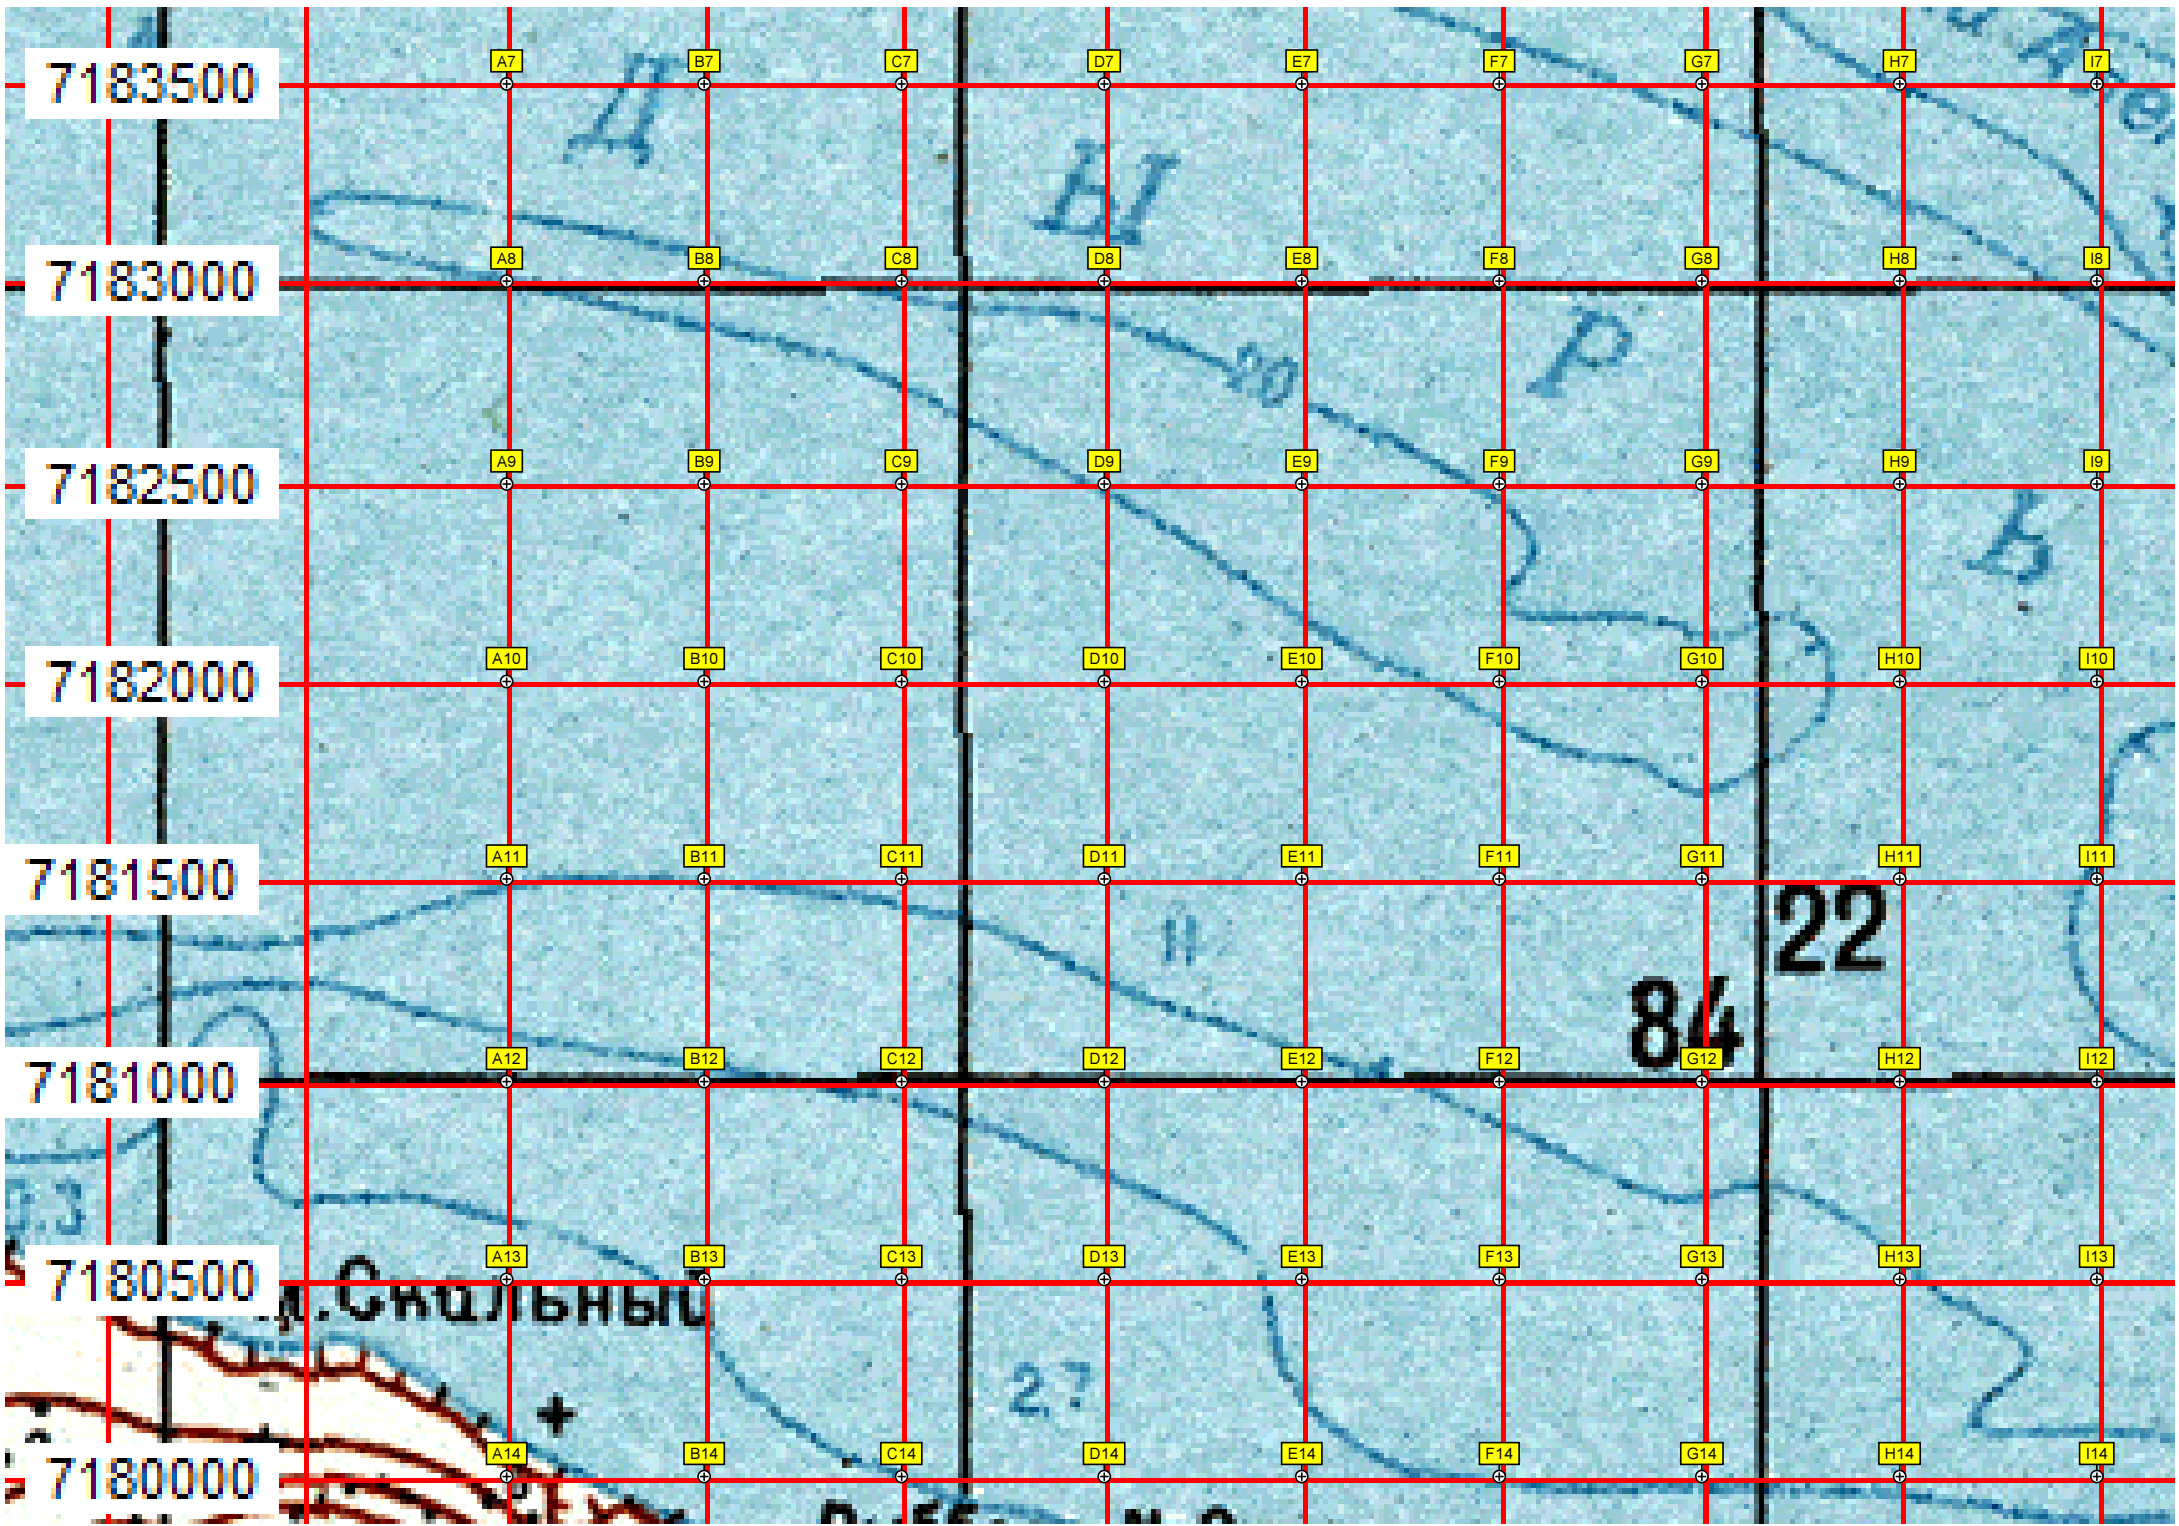 A7 B7 C7 D7 E7 F7 G7 H7 I7
7183500
Д Ы Р Ь
A8 B8 C8 D8 E8 F8 G8 H8 I8
7183000
20
A9 B9 C9 D9 E9 F9 G9 H9 I9
7182500
A10 B10 C10 D10 E10 F10 G10 H10 I10
7182000
A11 B11 C11 D11 E11 F11 G11 H11 I11
7181500
11
22
84
A12 B12 C12 D12 E12 F12 G12 H12 I12
7181000
A13 B13 C13 D13 E13 F13 G13 H13 I13
7180500
м.Скальный
2,7
A14 B14 C14 D14 E14 F14 G14 H14 I14
7180000